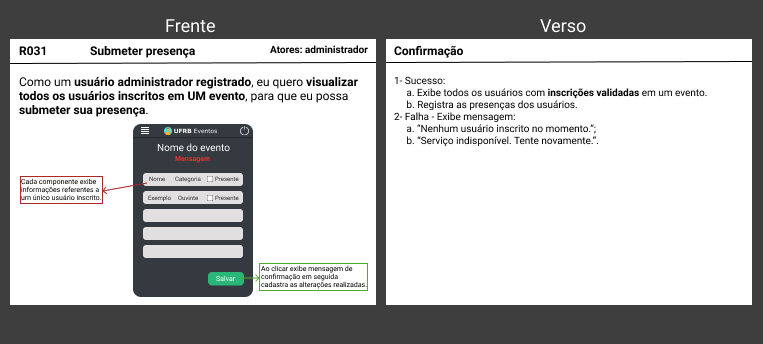 Frente
R031 Submeter presença Atores: administrador
Como um usuário administrador registrado, eu quero visualizar
todos os usuários inscritos em UM evento, para que eu possa
submeter sua presença.
UFRB Eventos
Nome do evento
Mensagem
Nome Categoria Presente
Exemplo Ouvinte Presente
Salvar
Cada componente exibe
informações referentes a
um único usuário inscrito.
Ao clicar exibe mensagem de
confirmação em seguida
cadastra as alterações realizadas.
Verso
Confirmação
1- Sucesso:
a. Exibe todos os usuários com inscrições validadas em um evento.
b. Registra as presenças dos usuários.
2- Falha - Exibe mensagem:
a. “Nenhum usuário inscrito no momento.”;
b. “Serviço indisponível. Tente novamente.”.